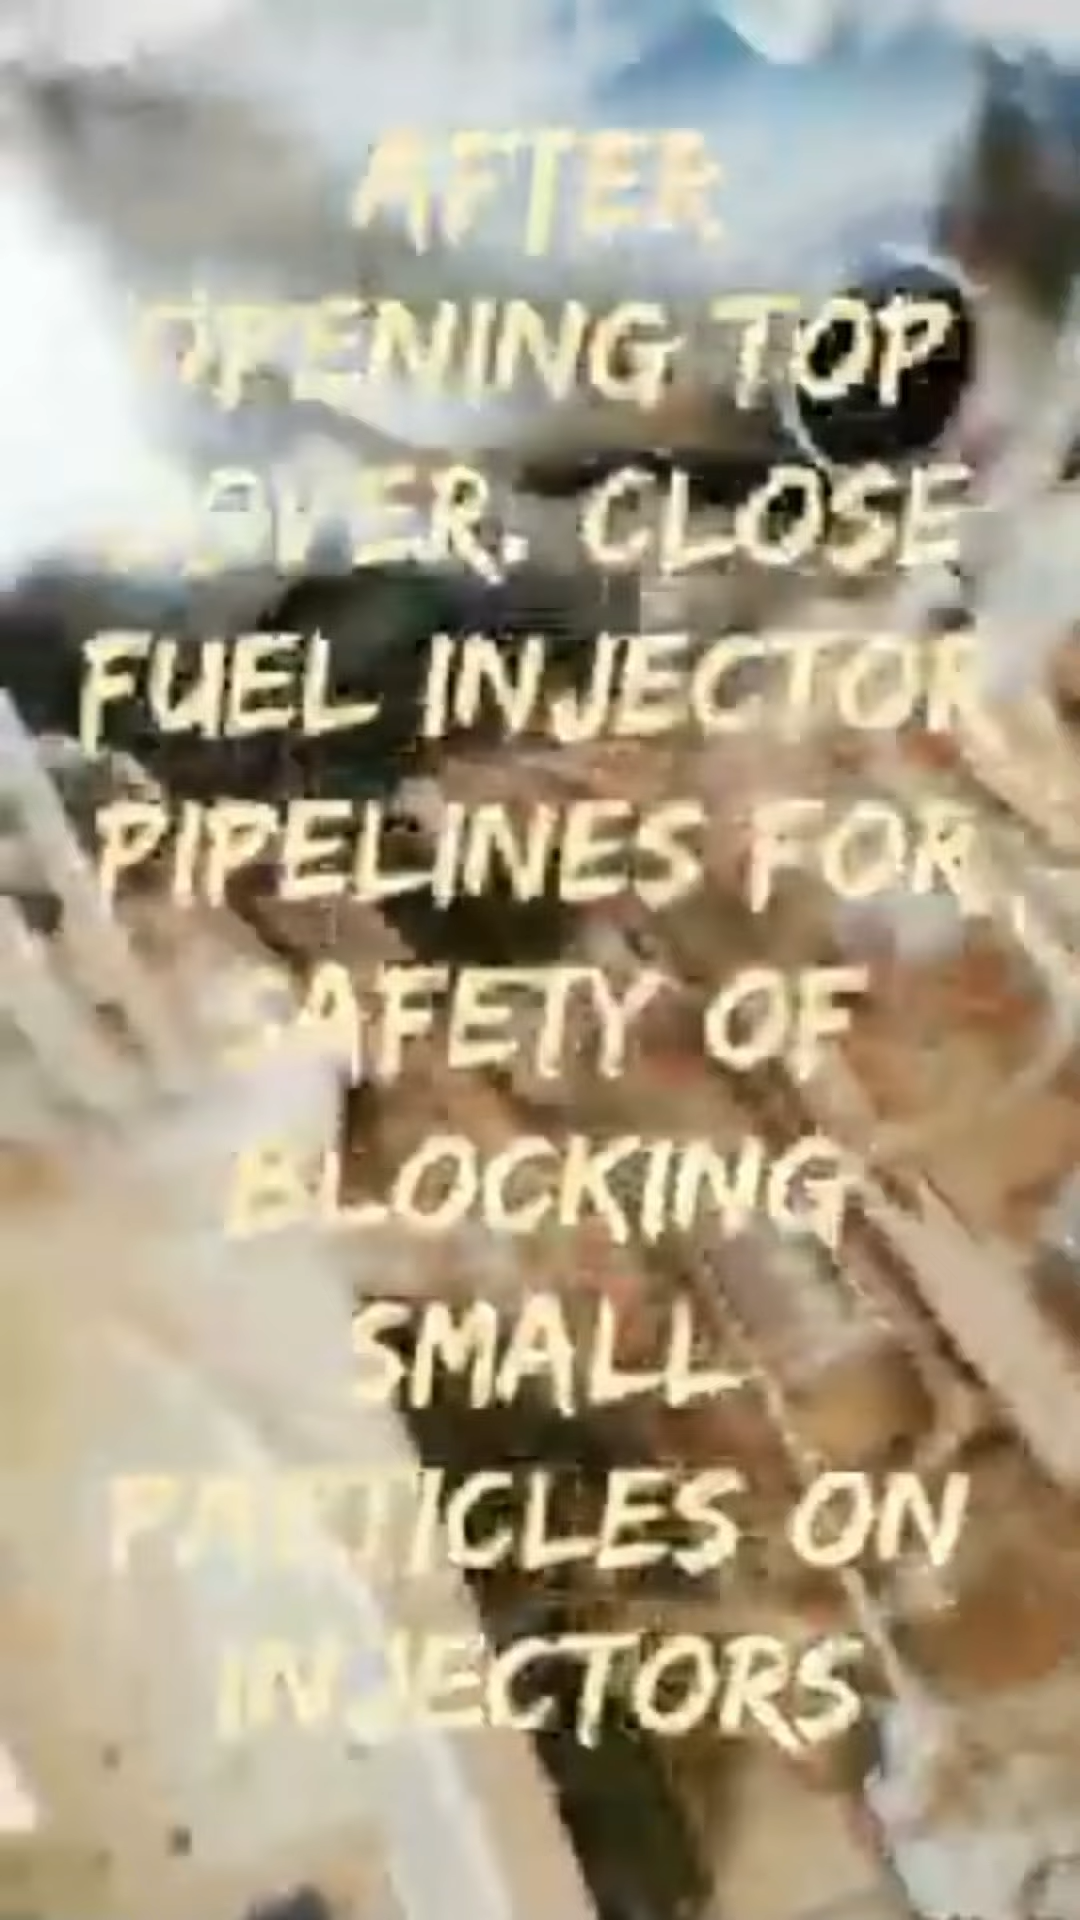 AFTER
OPENING TOP
COVER. CLOSE
FUEL INJECTOR
PIPELINES FOR
SAFETY OF
BLOCKING
SMALL
PARTICLES ON
INJECTORS